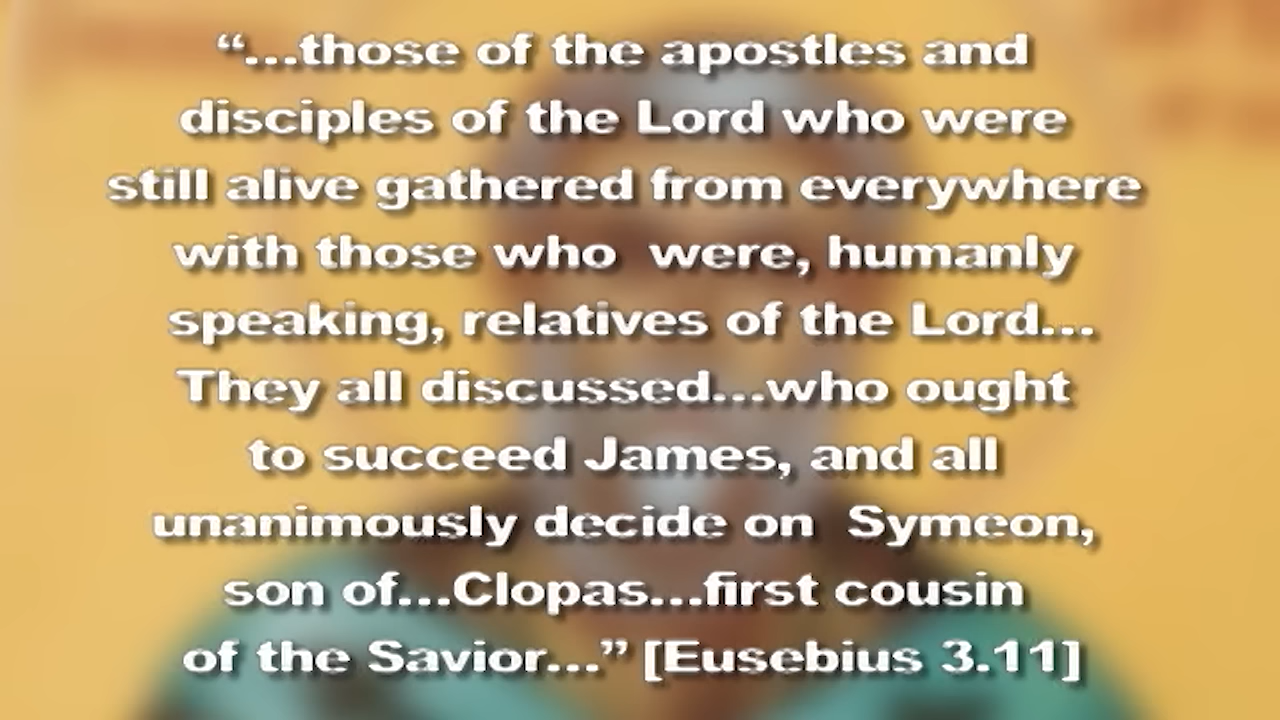 “...those of the apostles and
disciples of the Lord who were
still alive gathered from everywhere
with those who were, humanly
speaking, relatives of the Lord...
They all discussed...who ought
to succeed James, and all
unanimously decide on Symeon,
son of...Clopas...first cousin
of the Savior...” [Eusebius 3.11]